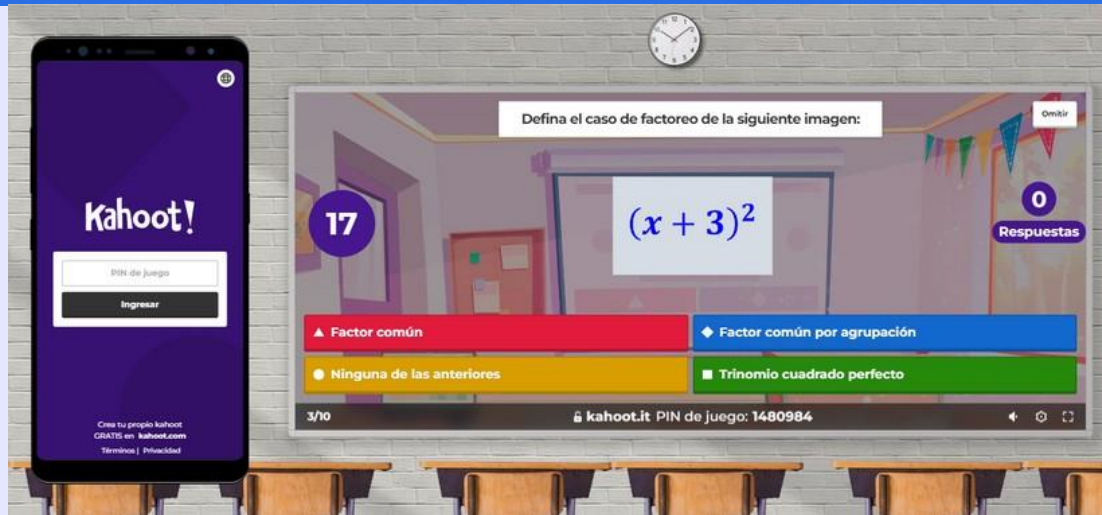 Kahoot!
PIN de juego
Ingresar
Crea tu propio kahoot
GRATIS en kahoot.com
Términos | Privacidad
Defina el caso de factoreo de la siguiente imagen:
Omitir
17
(x + 3)²
0
Respuestas
Factor común
Factor común por agrupación
Ninguna de las anteriores
Trinomio cuadrado perfecto
3/10
kahoot.it PIN de juego: 1480984